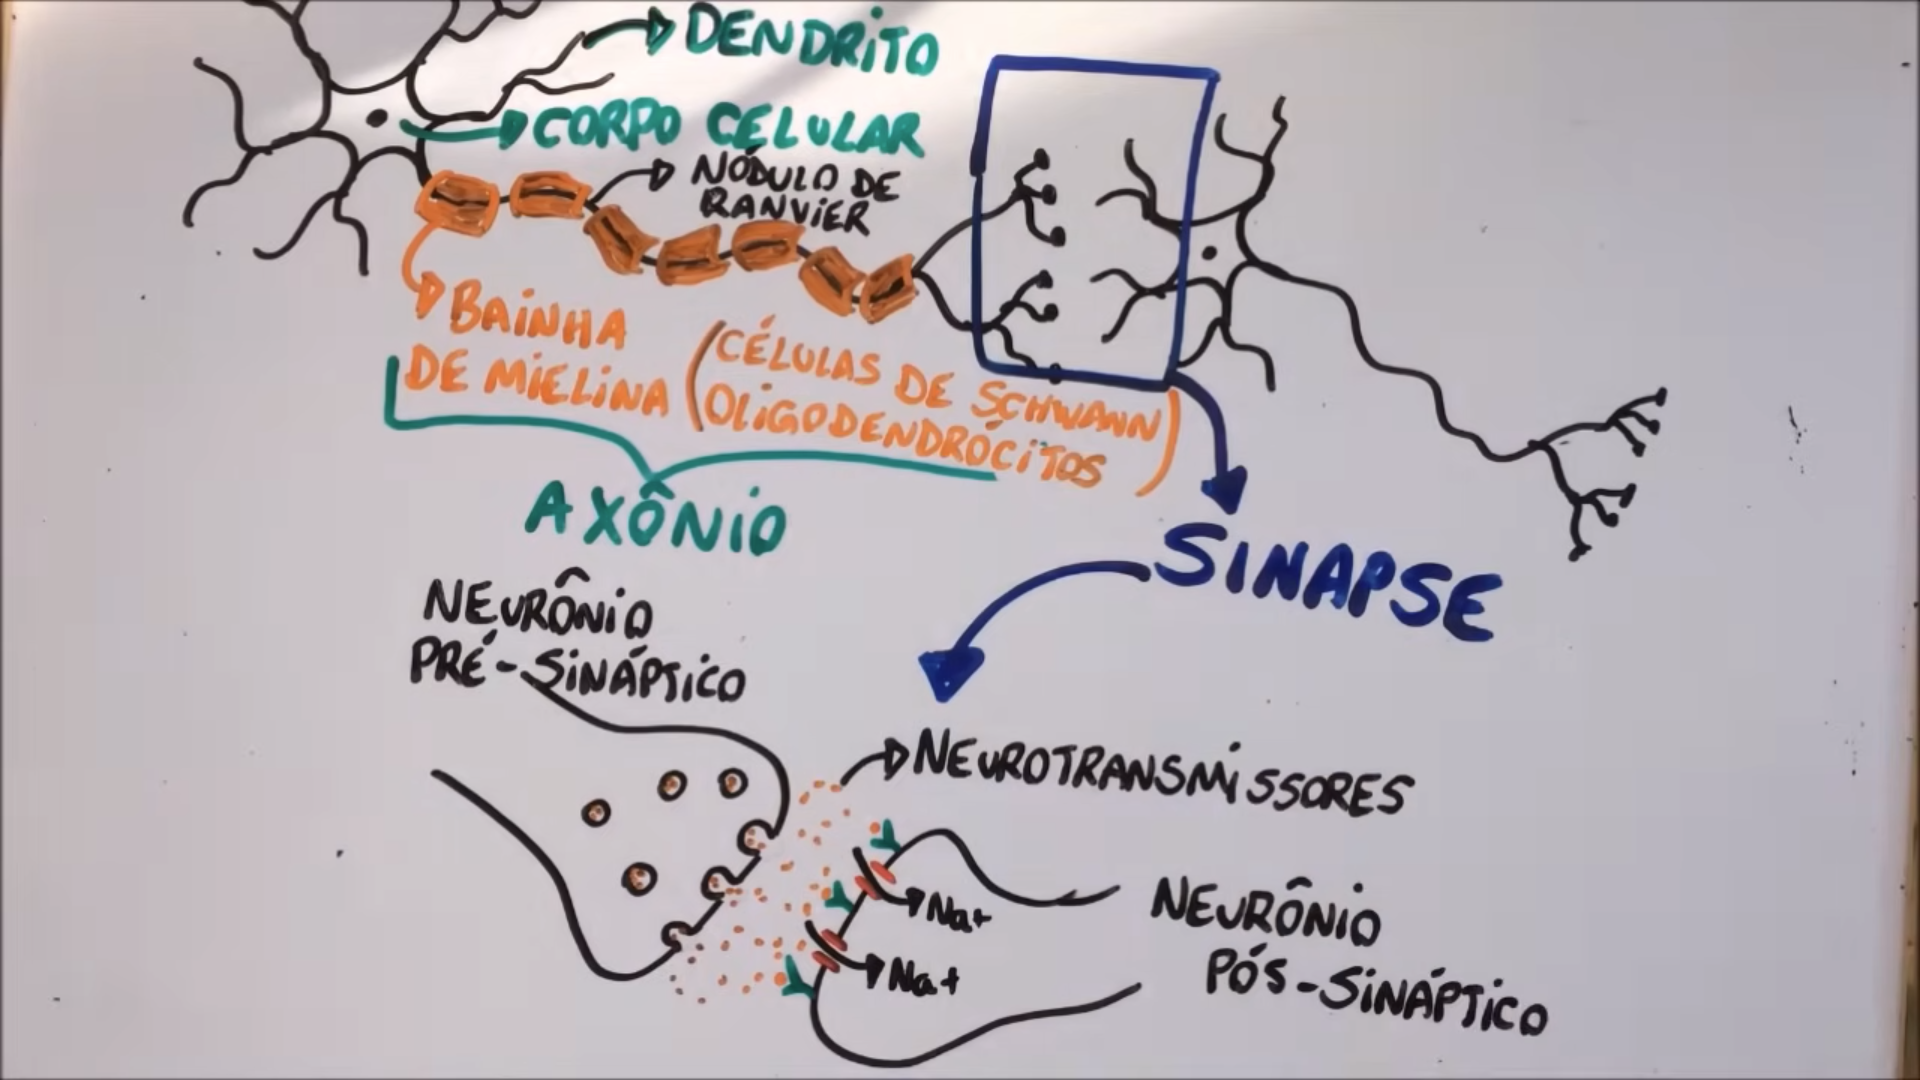 DENDRITO
CORPO CELULAR
NÓDULO DE
RANVIER
BAINHA
DE MIELINA
(CÉLULAS DE SCHWANN
OLIGODENDRÓCITOS)
AXÔNIO
SINAPSE
NEURÔNIO
PRÉ-SINÁPTICO
NEUROTRANSMISSORES
Na+
Na+
NEURÔNIO
PÓS-SINÁPTICO